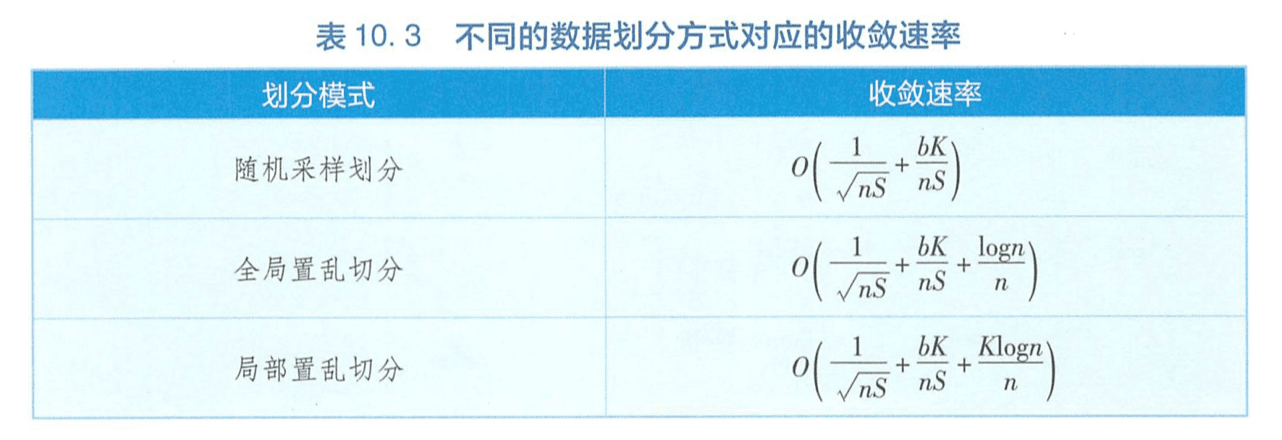 表 10. 3 不同的数据划分方式对应的收敛速率
划分模式 收敛速率
随机采样划分 $O\left(\frac{1}{\sqrt{nS}}+\frac{bK}{nS}\right)$
全局置乱切分 $O\left(\frac{1}{\sqrt{nS}}+\frac{bK}{nS}+\frac{\log n}{n}\right)$
局部置乱切分 $O\left(\frac{1}{\sqrt{nS}}+\frac{bK}{nS}+\frac{K\log n}{n}\right)$